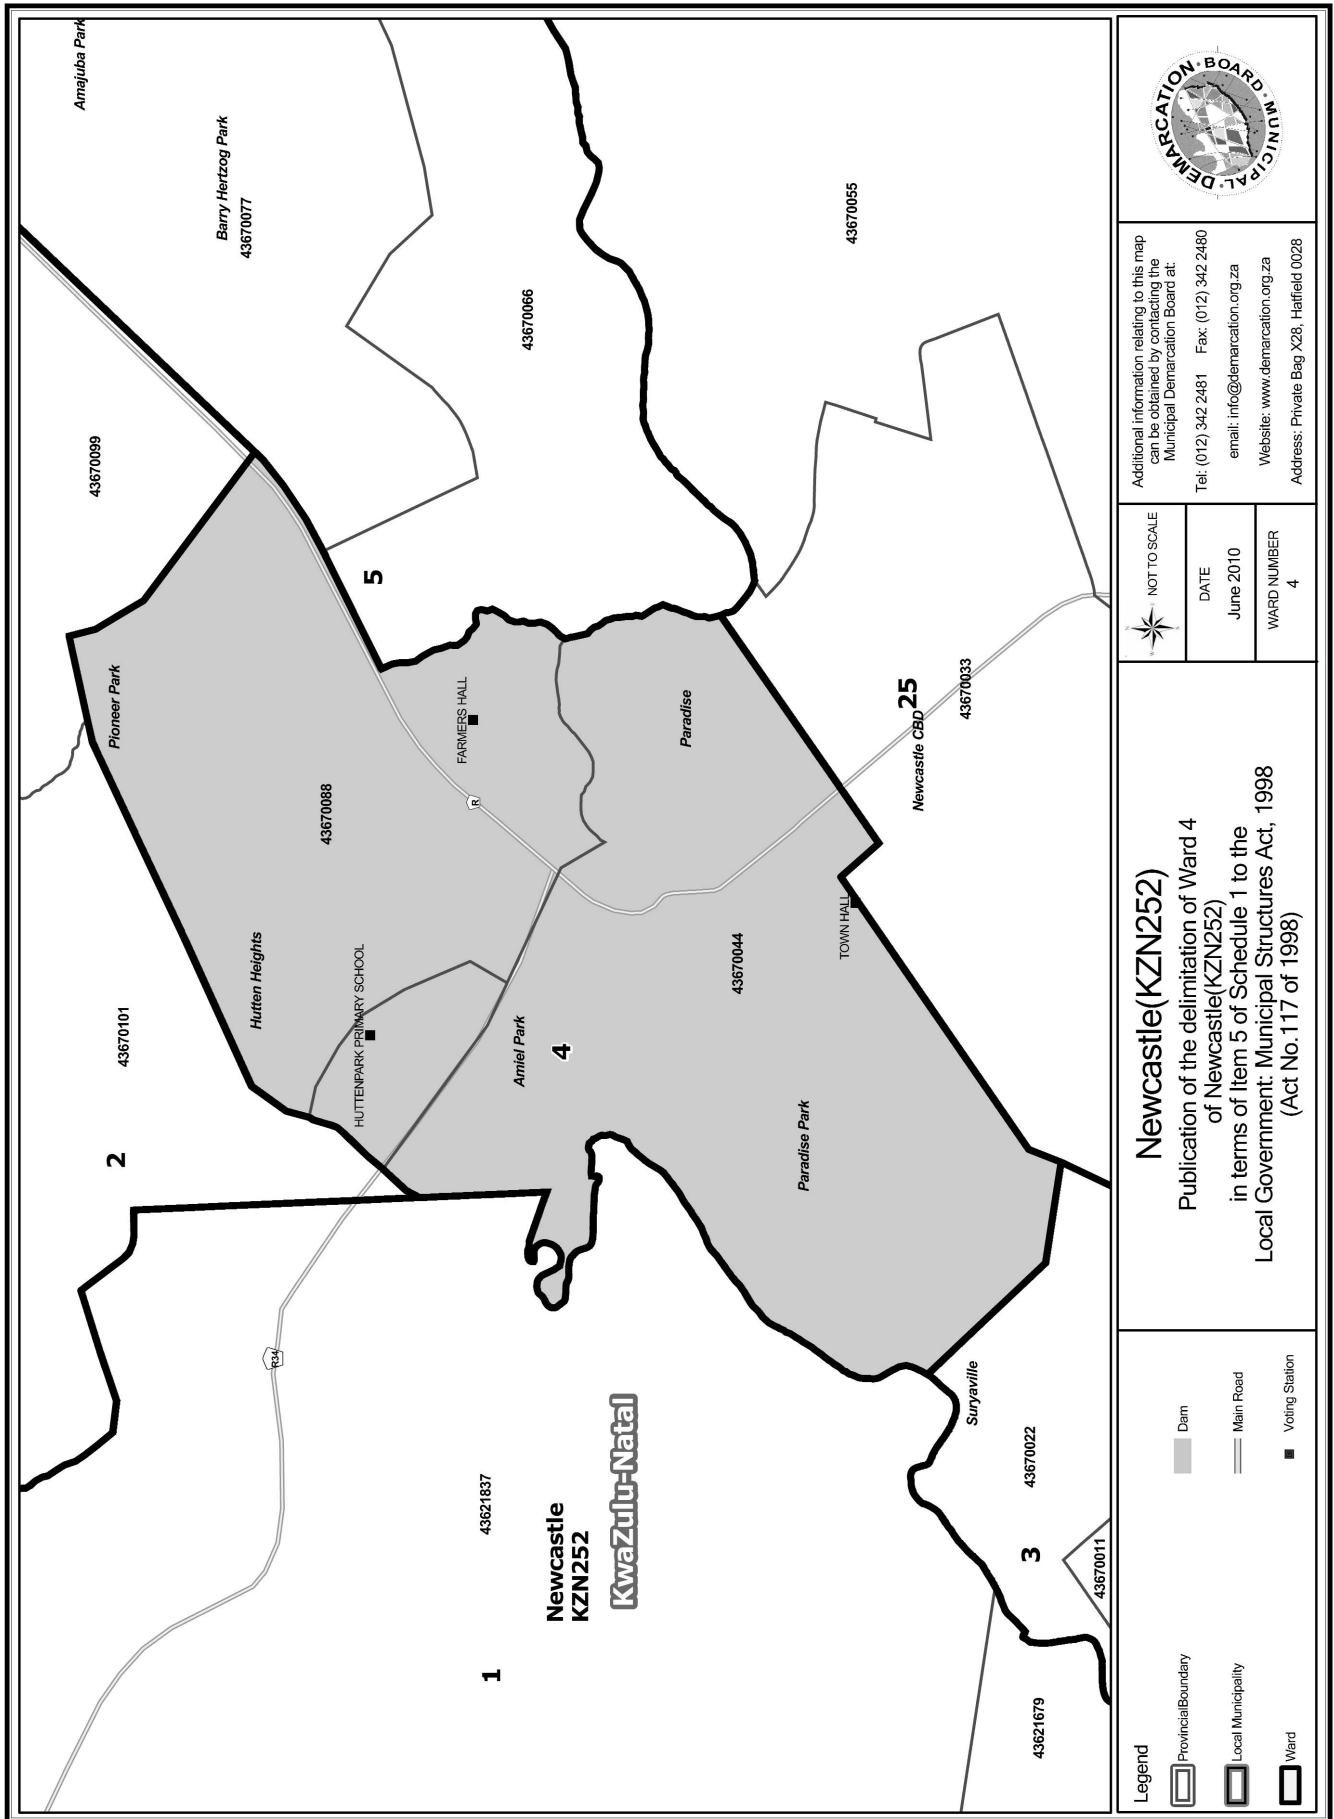 Amajuba Park
Barry Hertzog Park
43670077
43670099
43670066
43670055
5
Pioneer Park
FARMERS HALL
Paradise
25
Newcastle CBD
43670033
43670088
R
Hutten Heights
HUTTENPARK PRIMARY SCHOOL
43670101
2
Amiel Park
4
43670044
TOWN HALL
Paradise Park
R34
43621837
Newcastle
KZN252
KwaZulu-Natal
1
Suryaville
43670022
3
43670011
43621679
Legend
ProvincialBoundary
Local Municipality
Ward
Dam
Main Road
Voting Station
Newcastle(KZN252)
Publication of the delimitation of Ward 4
of Newcastle(KZN252)
in terms of Item 5 of Schedule 1 to the
Local Government: Municipal Structures Act, 1998
(Act No.117 of 1998)
NOT TO SCALE
DATE
June 2010
WARD NUMBER
4
Additional information relating to this map
can be obtained by contacting the
Municipal Demarcation Board at:
Tel: (012) 342 2481 Fax: (012) 342 2480
email: info@demarcation.org.za
Website: www.demarcation.org.za
Address: Private Bag X28, Hatfield 0028
MUNICIPAL DEMARCATION BOARD